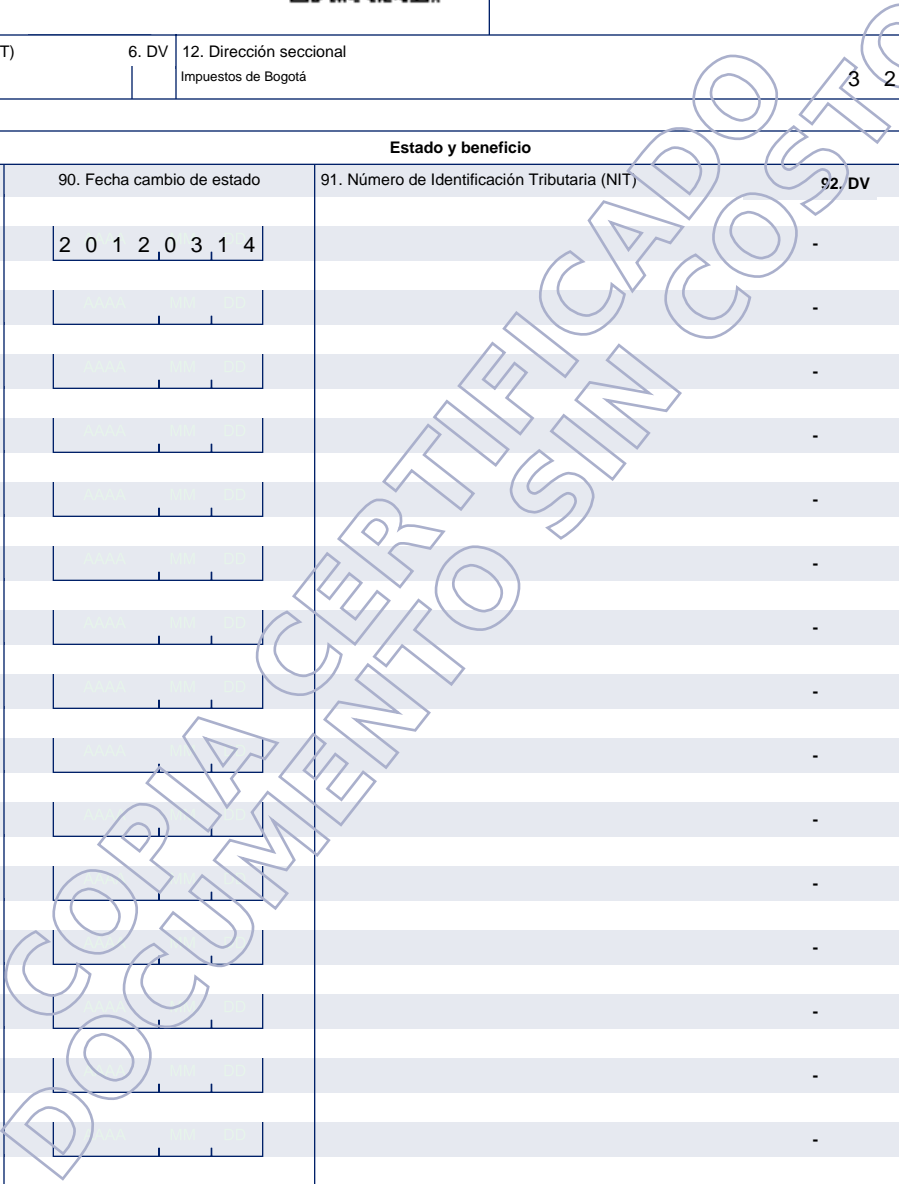 T) 6. DV 12. Dirección seccional
Impuestos de Bogotá 3 2
Estado y beneficio
90. Fecha cambio de estado 91. Número de Identificación Tributaria (NIT) 92. DV
2 0 1 2 0 3 1 4 -
AAAA MM DD -
AAAA MM DD -
AAAA MM DD -
AAAA MM DD -
AAAA MM DD -
AAAA MM DD -
AAAA MM DD -
AAAA MM DD -
AAAA MM DD -
AAAA MM DD -
AAAA MM DD -
AAAA MM DD -
AAAA MM DD -
AAAA MM DD -
COPIA CERTIFICADO
DOCUMENTO SIN COSTO